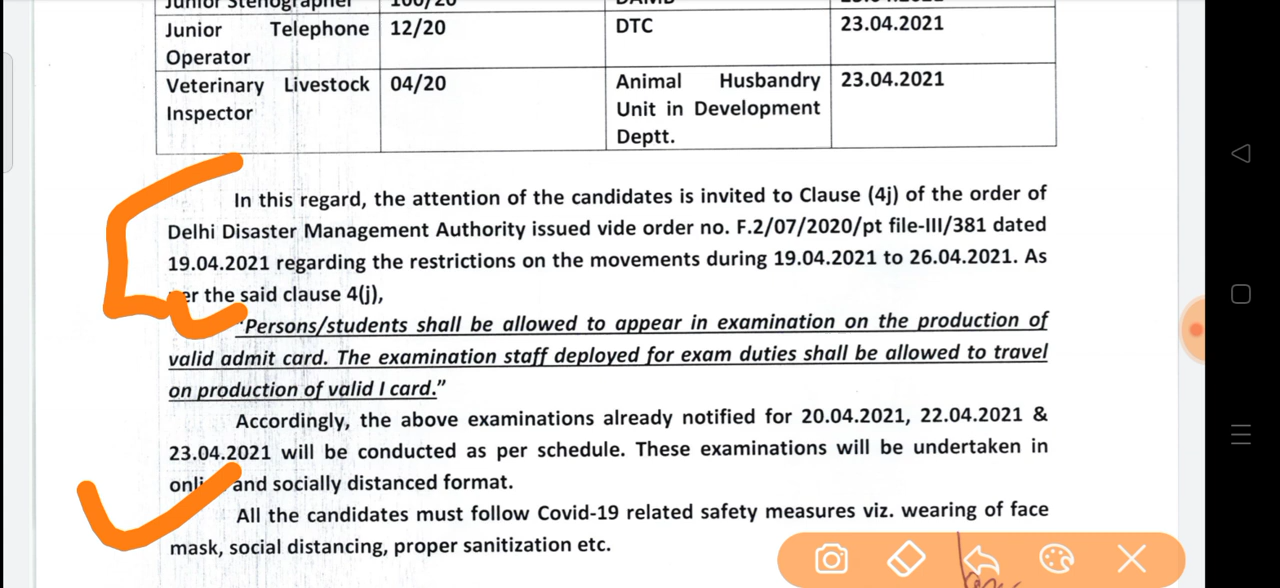 Junior Stenographer 100/20 DAMB
Junior Telephone 12/20 DTC 23.04.2021
Operator
Veterinary Livestock 04/20 Animal Husbandry 23.04.2021
Inspector Unit in Development
Deptt.
In this regard, the attention of the candidates is invited to Clause (4j) of the order of
Delhi Disaster Management Authority issued vide order no. F.2/07/2020/pt file-III/381 dated
19.04.2021 regarding the restrictions on the movements during 19.04.2021 to 26.04.2021. As
er the said clause 4(j),
"Persons/students shall be allowed to appear in examination on the production of
valid admit card. The examination staff deployed for exam duties shall be allowed to travel
on production of valid I card."
Accordingly, the above examinations already notified for 20.04.2021, 22.04.2021 &
23.04.2021 will be conducted as per schedule. These examinations will be undertaken in
onli and socially distanced format.
All the candidates must follow Covid-19 related safety measures viz. wearing of face
mask, social distancing, proper sanitization etc.